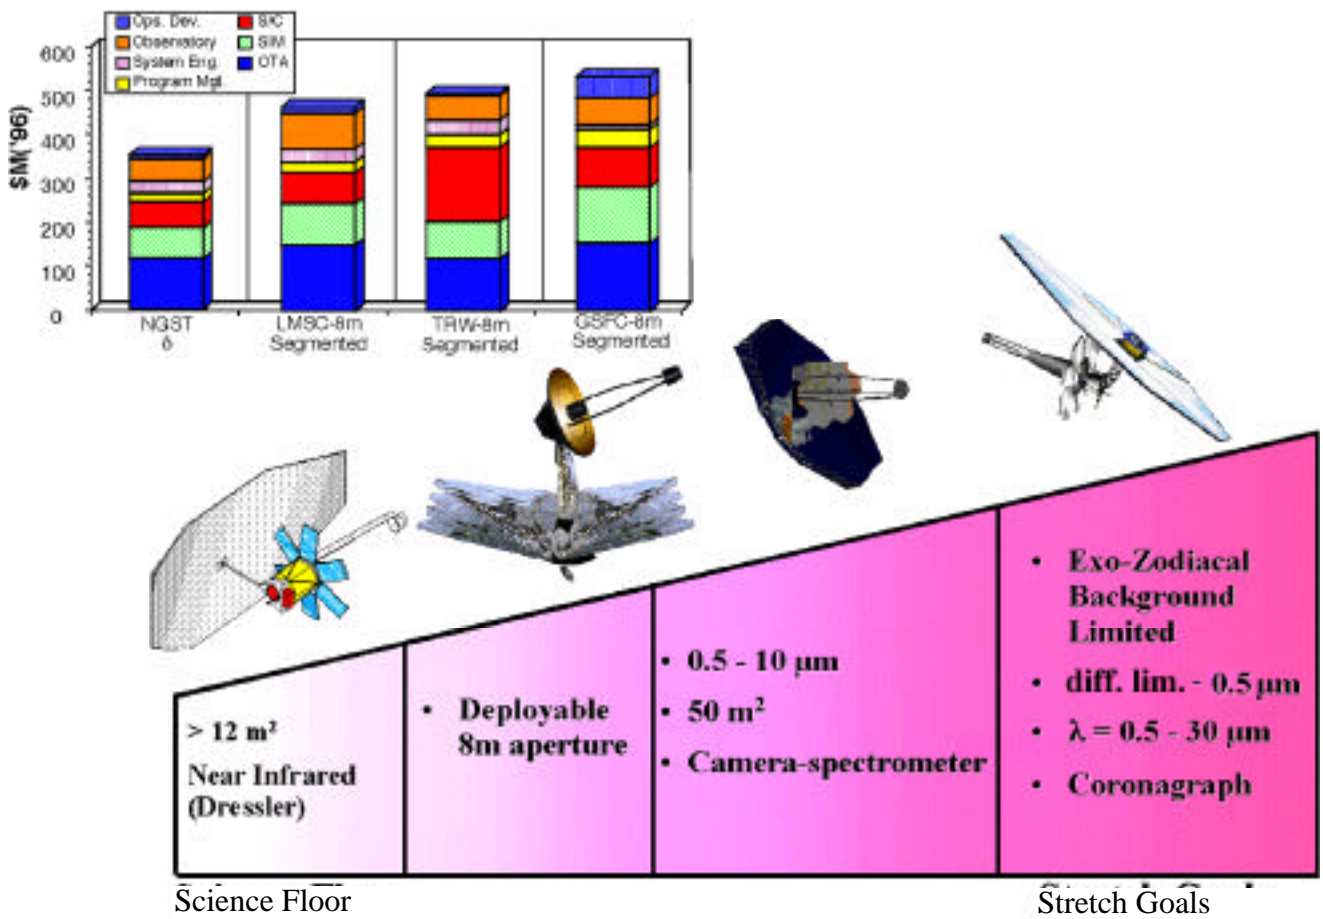 Ops. Dev.
S/C
Observatory
SIM
System Eng.
OTA
Program Mgt.
$M('96)
600
500
400
300
200
100
0
NGST
6
LMSC-8m
Segmented
TRW-8m
Segmented
GSFC-8m
Segmented
> 12 m²
Near Infrared
(Dressler)
• Deployable
8m aperture
• 0.5 - 10 μm
• 50 m²
• Camera-spectrometer
• Exo-Zodiacal
Background
Limited
• diff. lim. - 0.5 μm
• λ = 0.5 - 30 μm
• Coronagraph
Science Floor
Stretch Goals